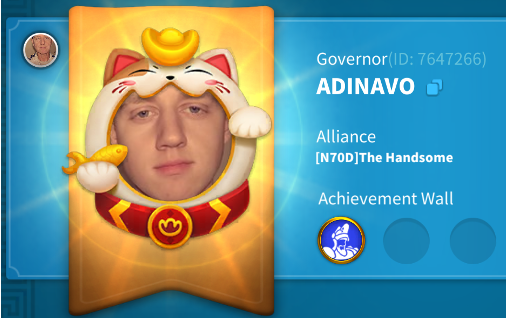 Governor(ID: 7647266)
ADINAVO
Alliance
[N70D]The Handsome
Achievement Wall